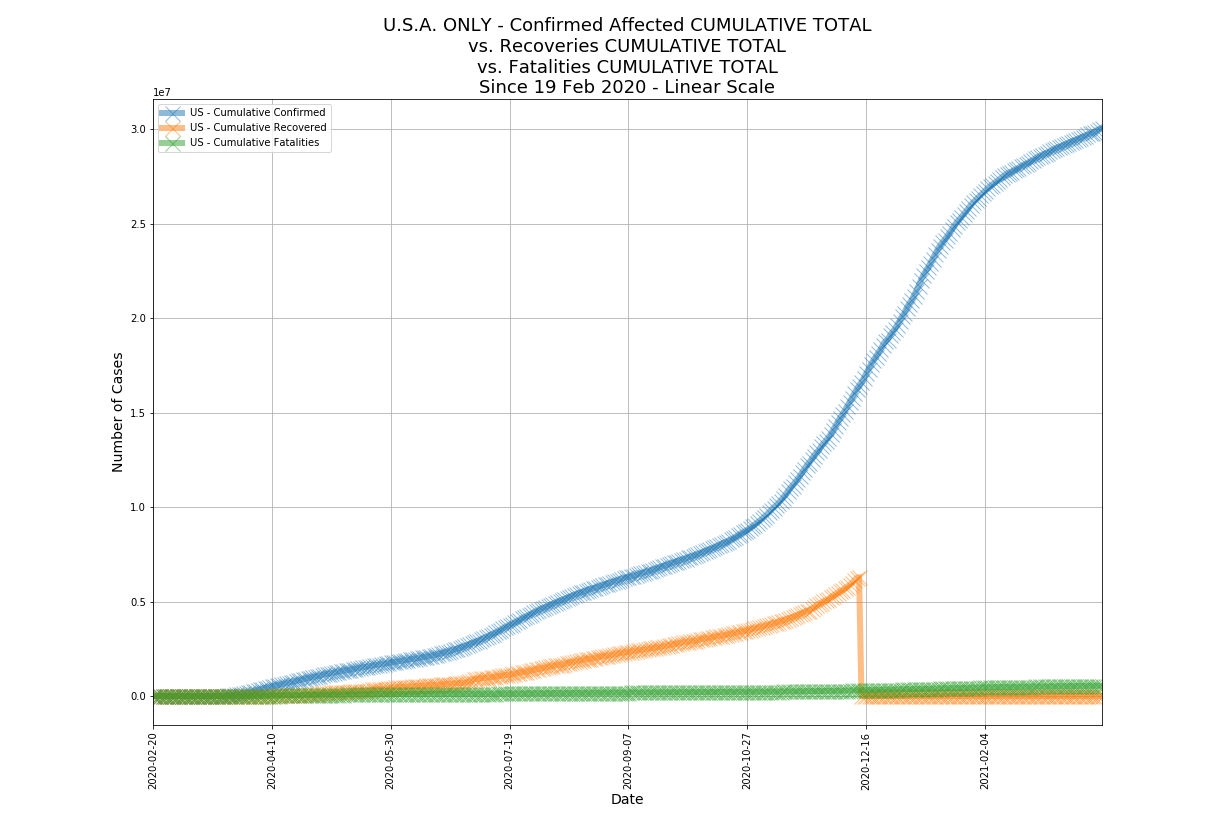 U.S.A. ONLY - Confirmed Affected CUMULATIVE TOTAL
vs. Recoveries CUMULATIVE TOTAL
vs. Fatalities CUMULATIVE TOTAL
Since 19 Feb 2020 - Linear Scale
1e7
US - Cumulative Confirmed
US - Cumulative Recovered
US - Cumulative Fatalities
3.0
2.5
2.0
1.5
1.0
0.5
0.0
Number of Cases
2020-02-20
2020-04-10
2020-05-30
2020-07-19
2020-09-07
2020-10-27
2020-12-16
2021-02-04
Date